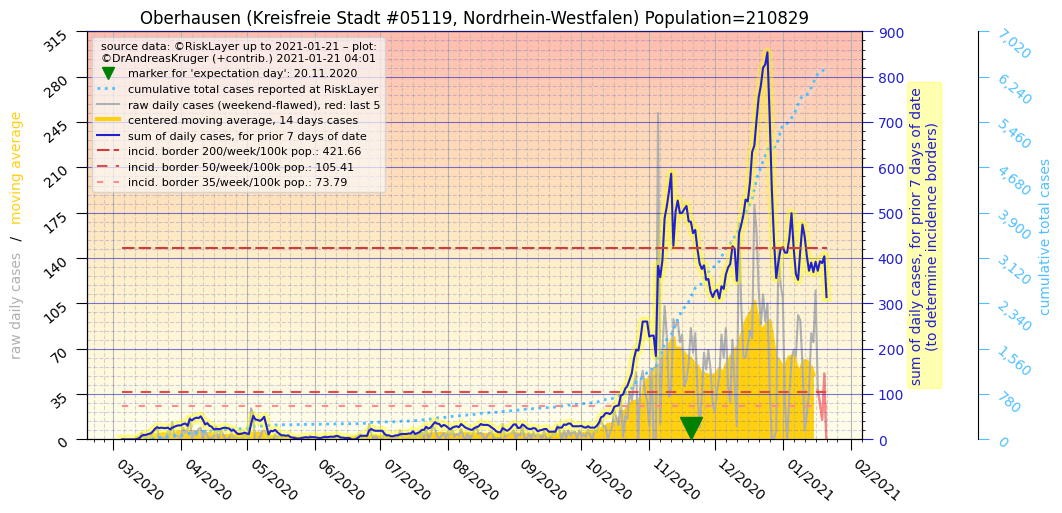 Oberhausen (Kreisfreie Stadt #05119, Nordrhein-Westfalen) Population=210829
source data: ©RiskLayer up to 2021-01-21 – plot:
©DrAndreasKruger (+contrib.) 2021-01-21 04:01
marker for 'expectation day': 20.11.2020
cumulative total cases reported at RiskLayer
raw daily cases (weekend-flawed), red: last 5
centered moving average, 14 days cases
sum of daily cases, for prior 7 days of date
incid. border 200/week/100k pop.: 421.66
incid. border 50/week/100k pop.: 105.41
incid. border 35/week/100k pop.: 73.79
raw daily cases / moving average
315
280
245
210
175
140
105
70
35
0
900
800
700
600
500
400
300
200
100
0
sum of daily cases, for prior 7 days of date
(to determine incidence borders)
7,020
6,240
5,460
4,680
3,900
3,120
2,340
1,560
780
0
cumulative total cases
03/2020
04/2020
05/2020
06/2020
07/2020
08/2020
09/2020
10/2020
11/2020
12/2020
01/2021
02/2021